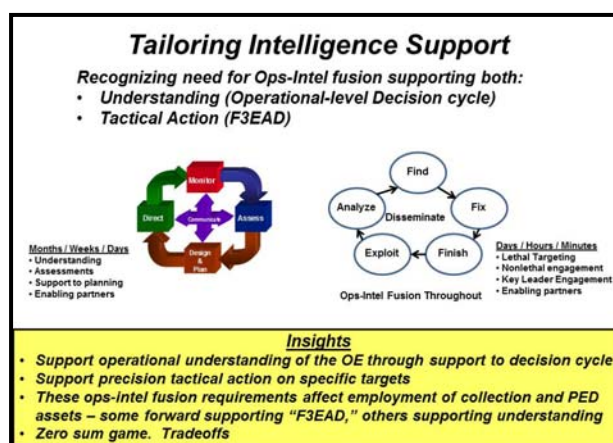 Tailoring Intelligence Support
Recognizing need for Ops-Intel fusion supporting both:
• Understanding (Operational-level Decision cycle)
• Tactical Action (F3EAD)
Monitor
Direct
Communicate
Assess
Design
&
Plan
Months / Weeks / Days
• Understanding
• Assessments
• Support to planning
• Enabling partners
Find
Analyze
Fix
Disseminate
Exploit
Finish
Ops-Intel Fusion Throughout
Days / Hours / Minutes
• Lethal Targeting
• Nonlethal engagement
• Key Leader Engagement
• Enabling partners
Insights
• Support operational understanding of the OE through support to decision cycle
• Support precision tactical action on specific targets
• These ops-intel fusion requirements affect employment of collection and PED
assets – some forward supporting “F3EAD,” others supporting understanding
• Zero sum game. Tradeoffs